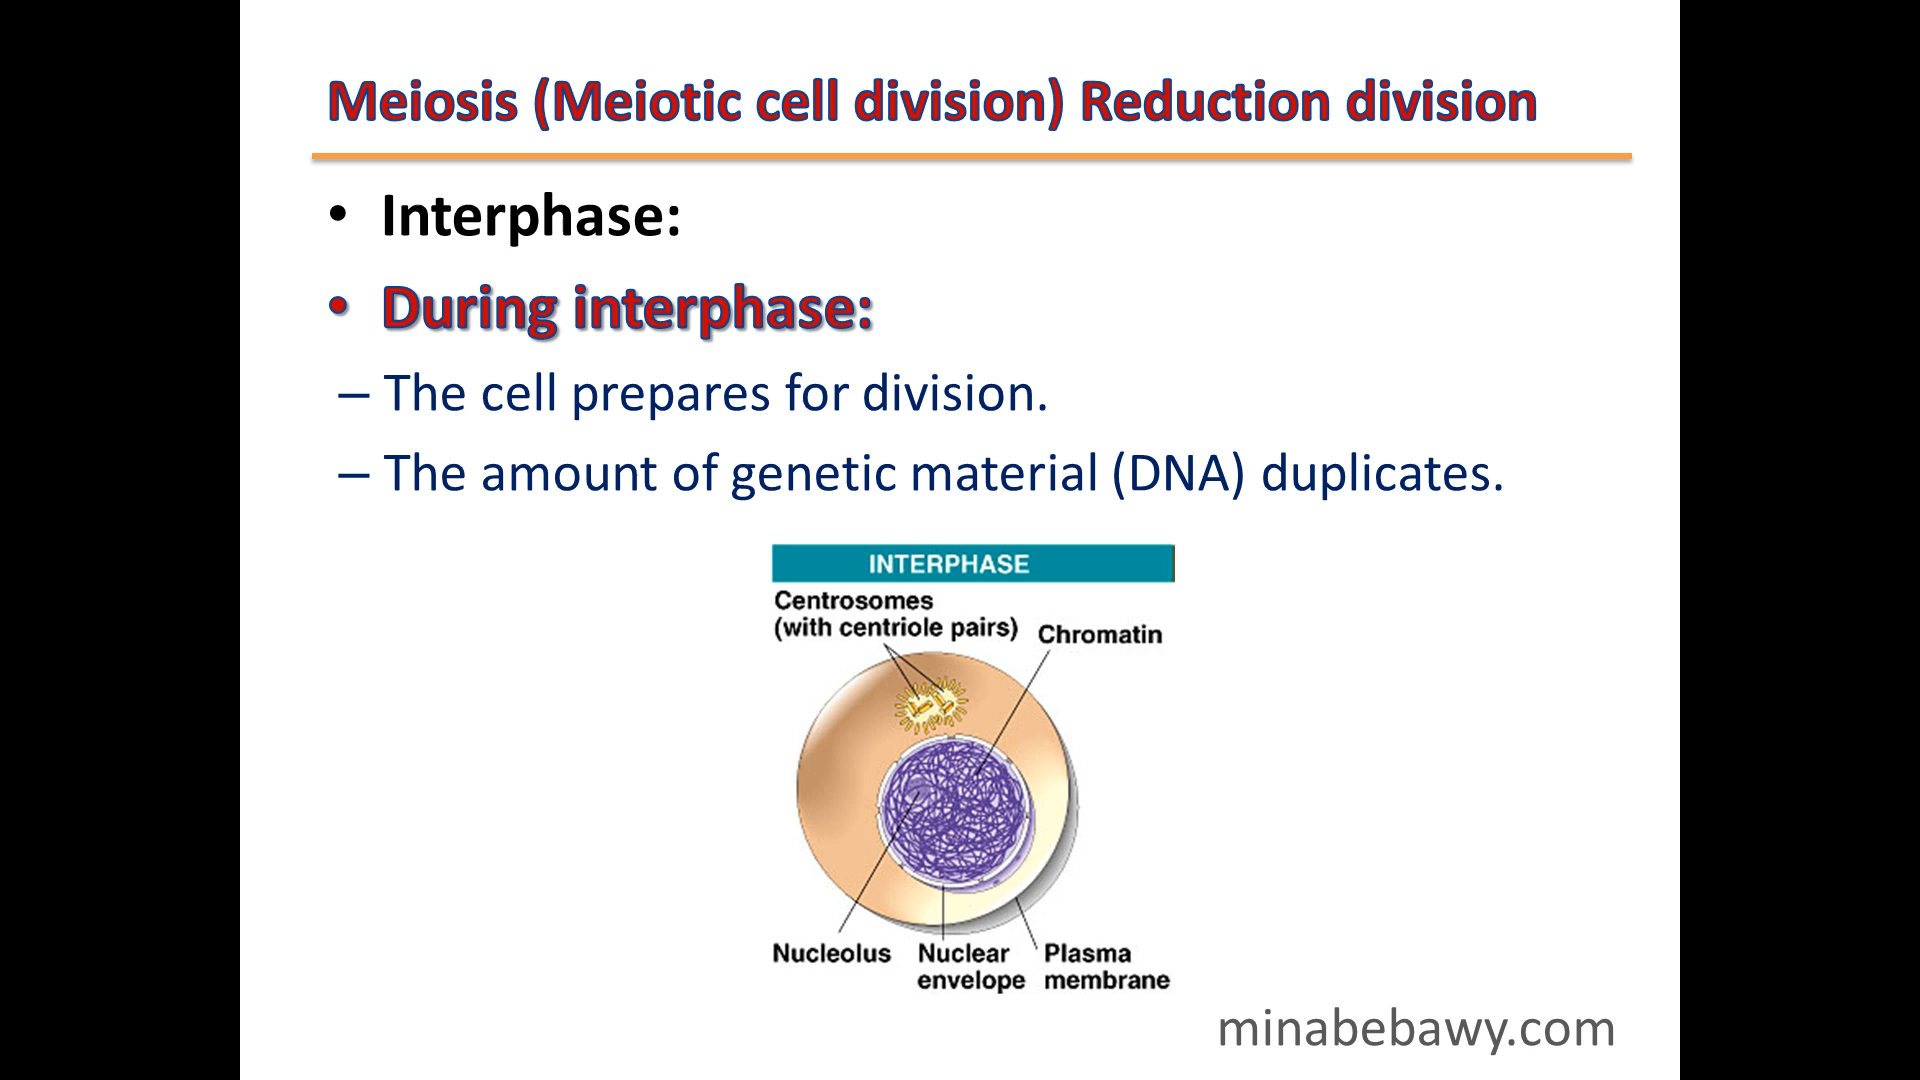 Meiosis (Meiotic cell division) Reduction division
• Interphase:
• During interphase:
– The cell prepares for division.
– The amount of genetic material (DNA) duplicates.
INTERPHASE
Centrosomes
(with centriole pairs)
Chromatin
Nucleolus
Nuclear
envelope
Plasma
membrane
minabebawy.com